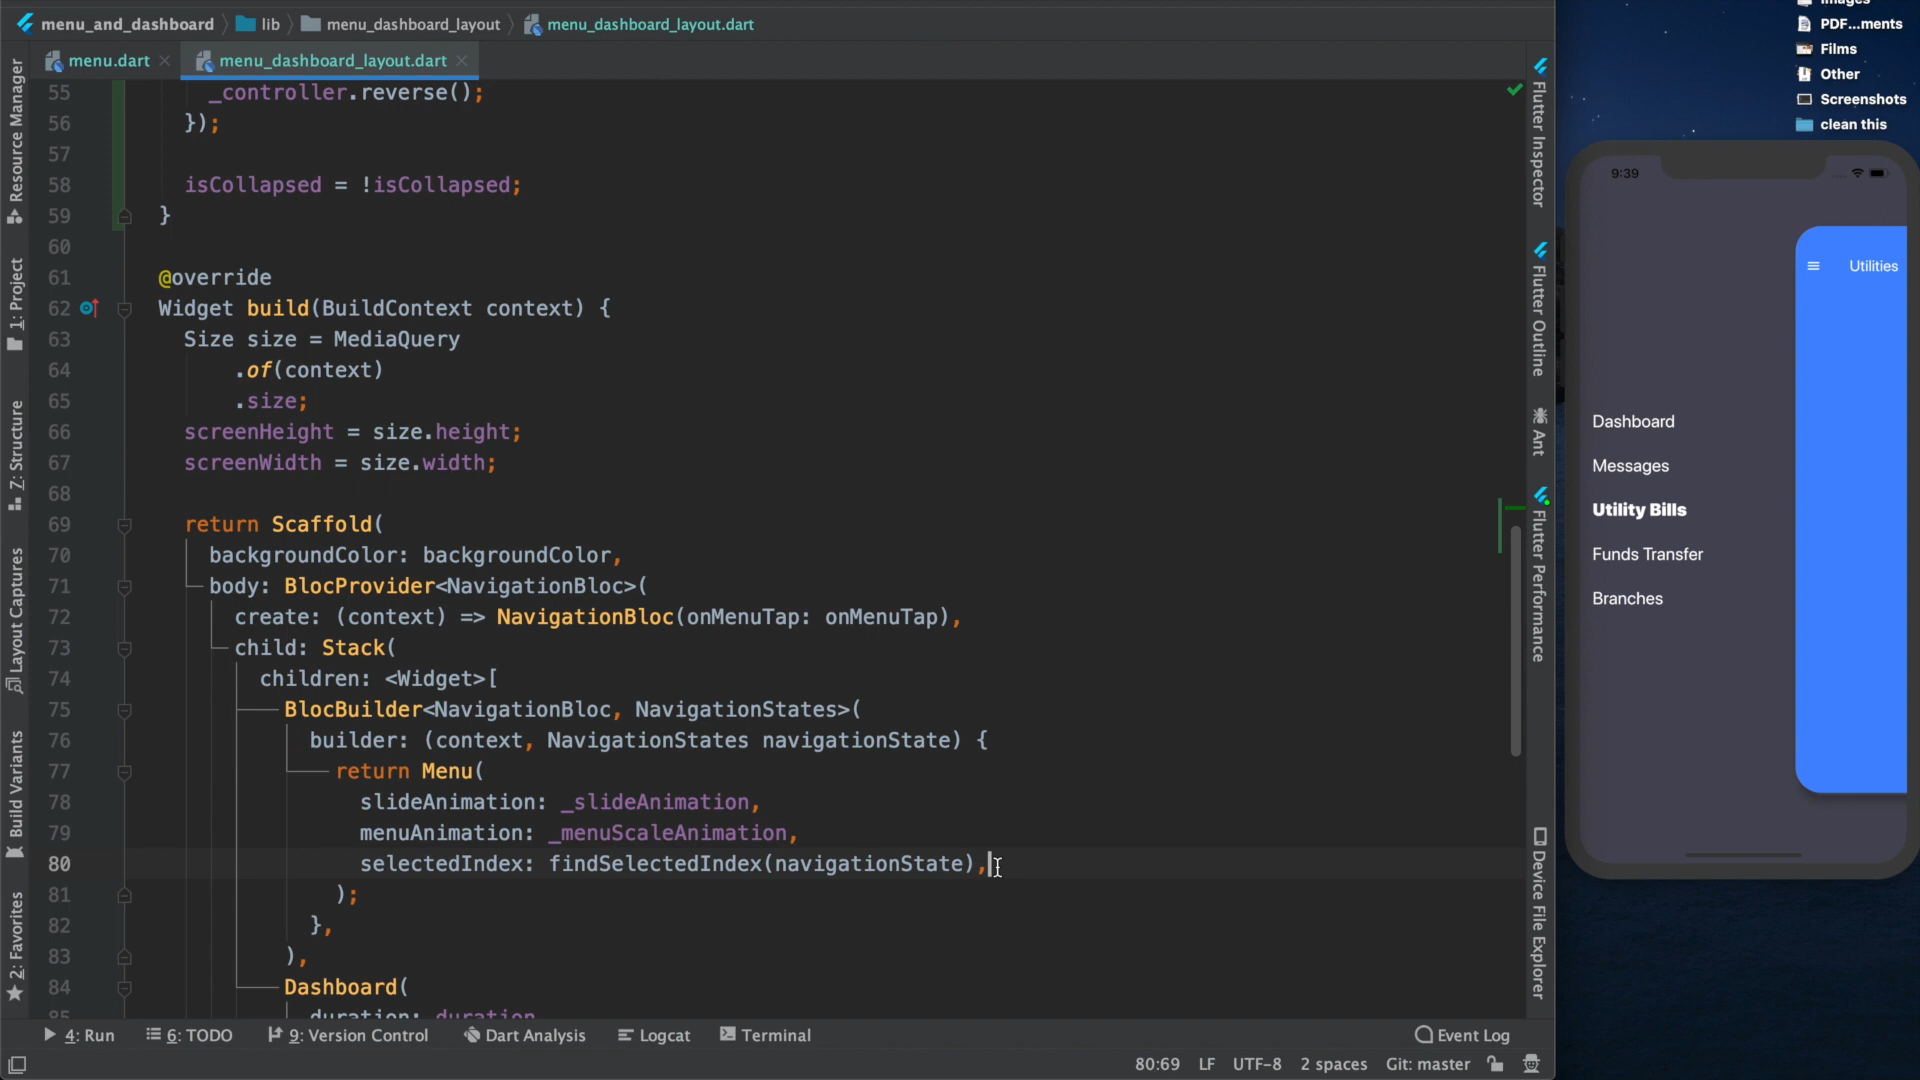 menu_and_dashboard lib menu_dashboard_layout menu_dashboard_layout.dart
menu.dart menu_dashboard_layout.dart
Resource Manager
1: Project
7: Structure
Layout Captures
Build Variants
2: Favorites
55 _controller.reverse();
56 });
57
58 isCollapsed = !isCollapsed;
59 }
60
61 @override
62 Widget build(BuildContext context) {
63 Size size = MediaQuery
64 .of(context)
65 .size;
66 screenHeight = size.height;
67 screenWidth = size.width;
68
69 return Scaffold(
70 backgroundColor: backgroundColor,
71 body: BlocProvider<NavigationBloc>(
72 create: (context) => NavigationBloc(onMenuTap: onMenuTap),
73 child: Stack(
74 children: <Widget>[
75 BlocBuilder<NavigationBloc, NavigationStates>(
76 builder: (context, NavigationStates navigationState) {
77 return Menu(
78 slideAnimation: _slideAnimation,
79 menuAnimation: _menuScaleAnimation,
80 selectedIndex: findSelectedIndex(navigationState),
81 );
82 },
83 ),
84 Dashboard(
85 duration: duration
Flutter Inspector
Flutter Outline
Ant
Flutter Performance
Device File Explorer
4: Run 6: TODO 9: Version Control Dart Analysis Logcat Terminal Event Log
80:69 LF UTF-8 2 spaces Git: master
Images
PDF...ments
Films
Other
Screenshots
clean this
9:39
Utilities
Dashboard
Messages
Utility Bills
Funds Transfer
Branches